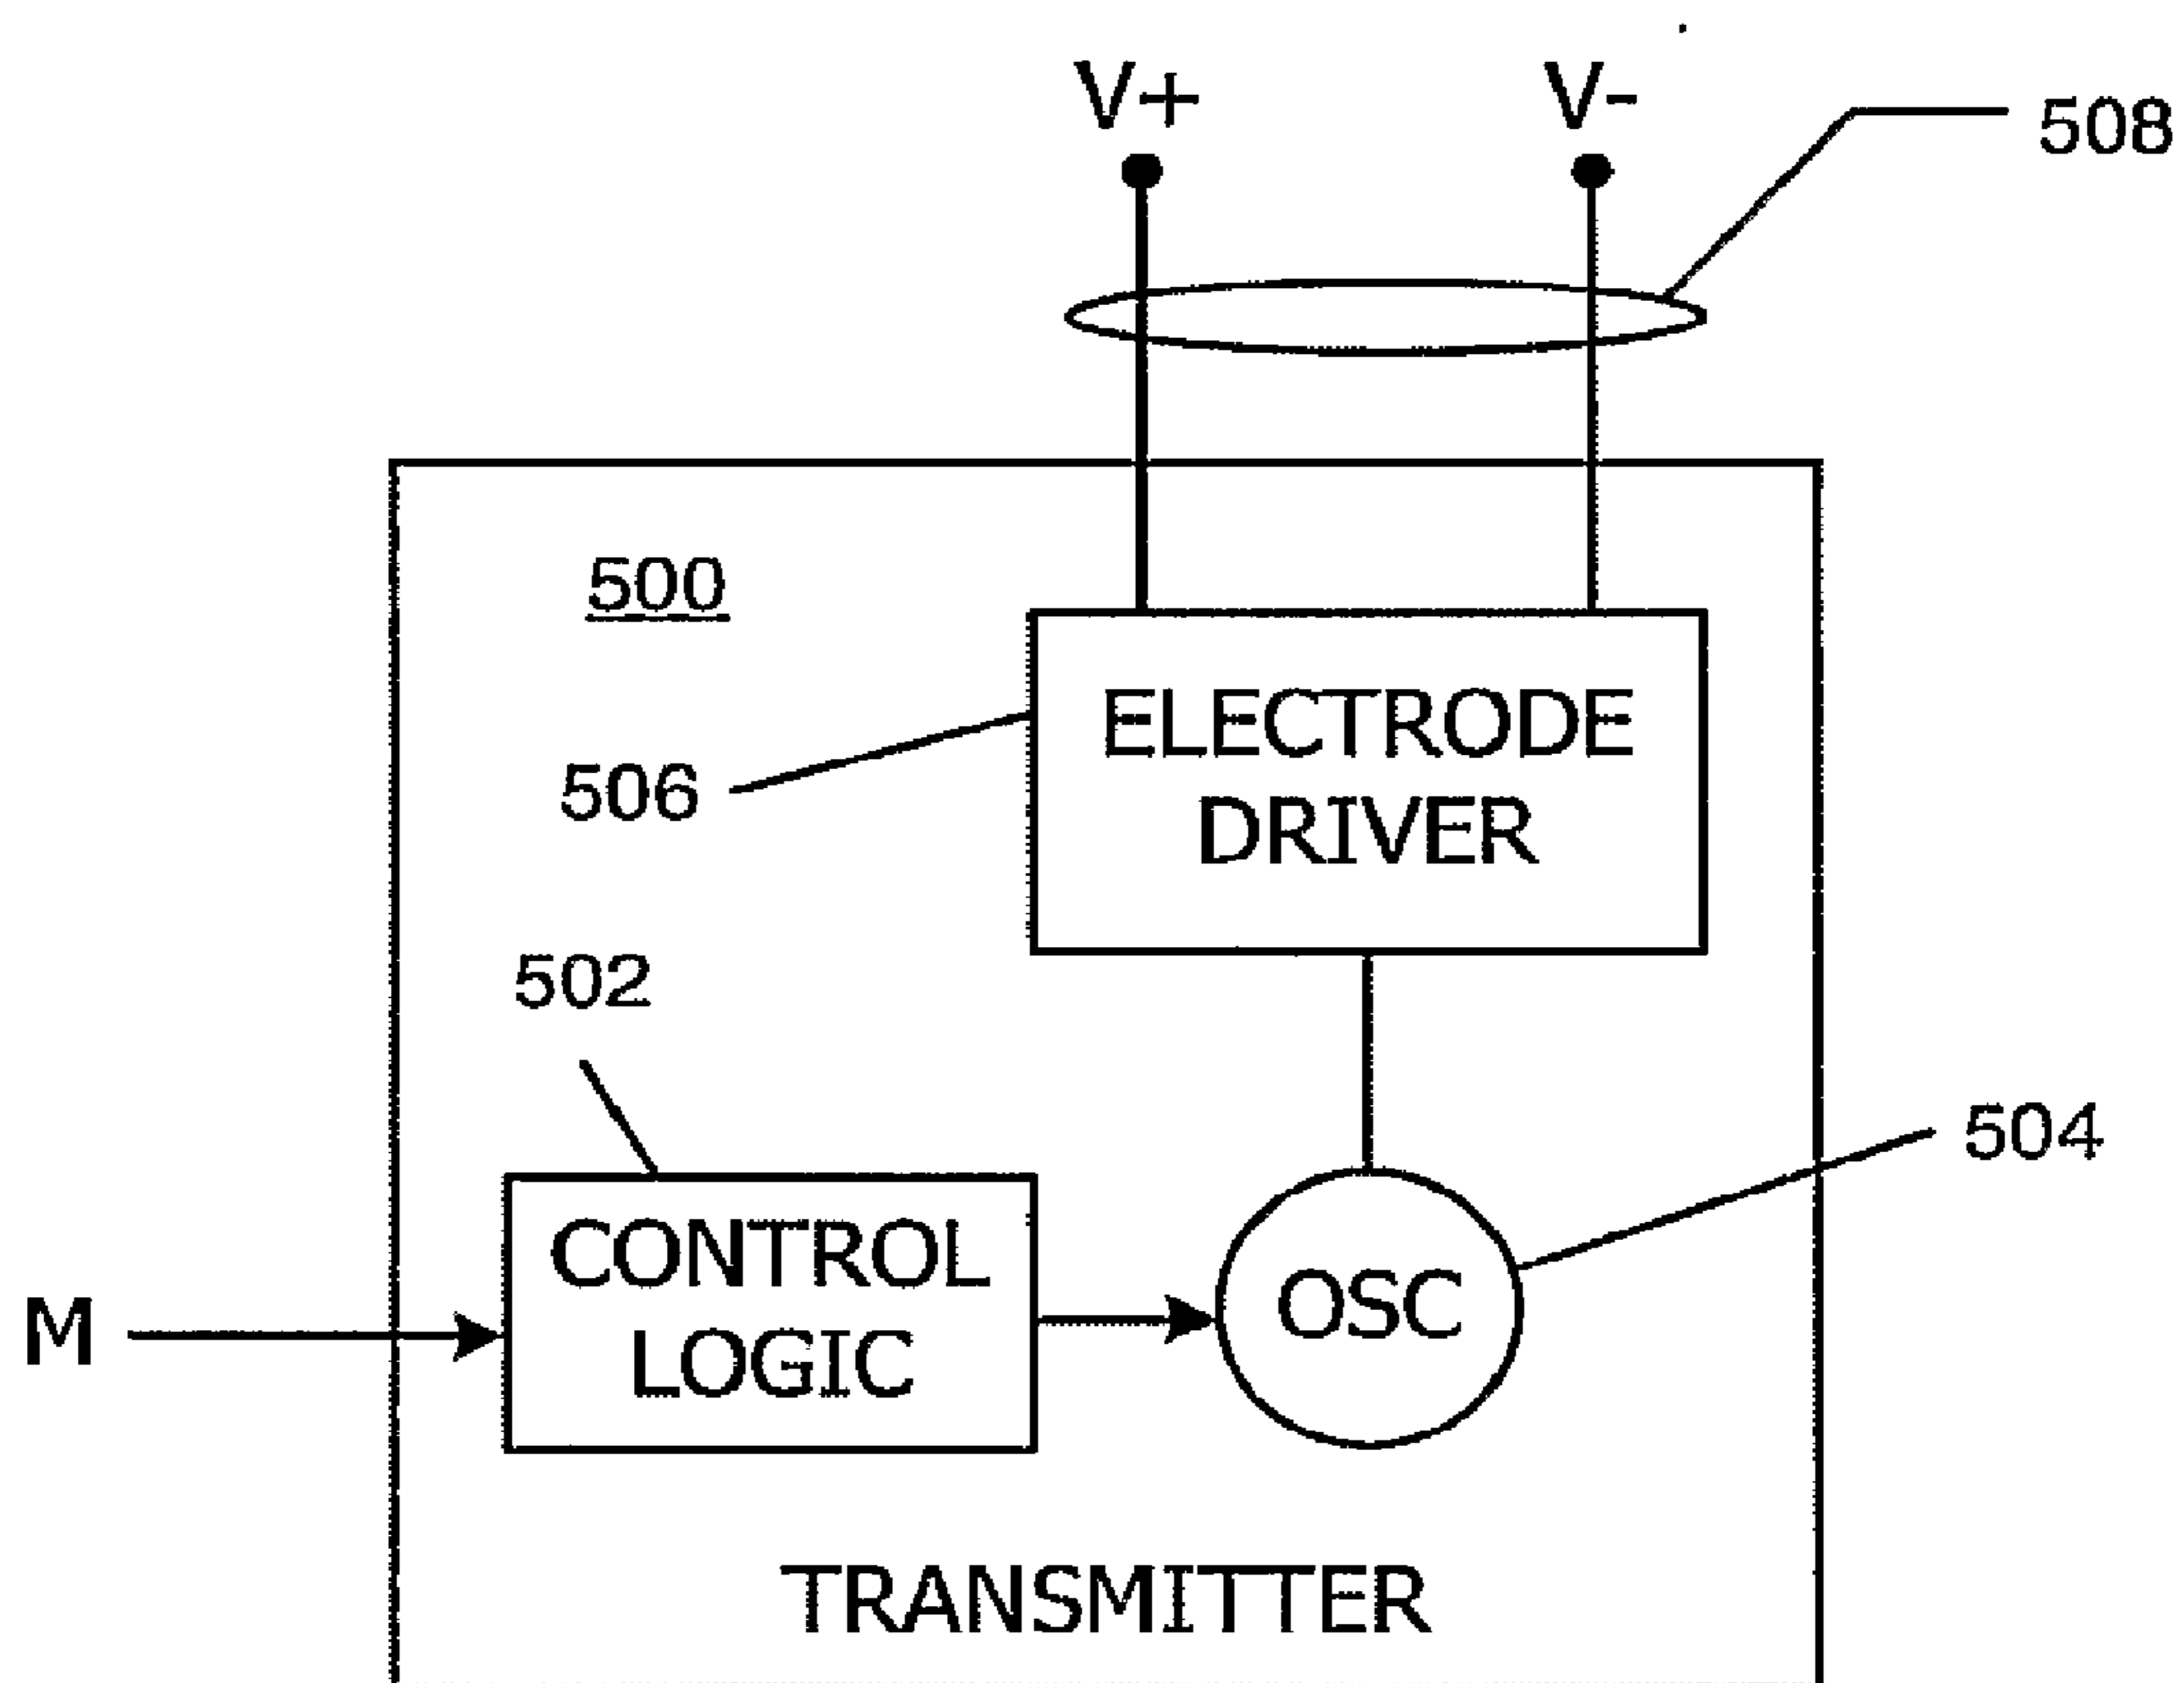 V+
V-
508
500
ELECTRODE
DRIVER
506
502
504
CONTROL
LOGIC
OSC
M
TRANSMITTER